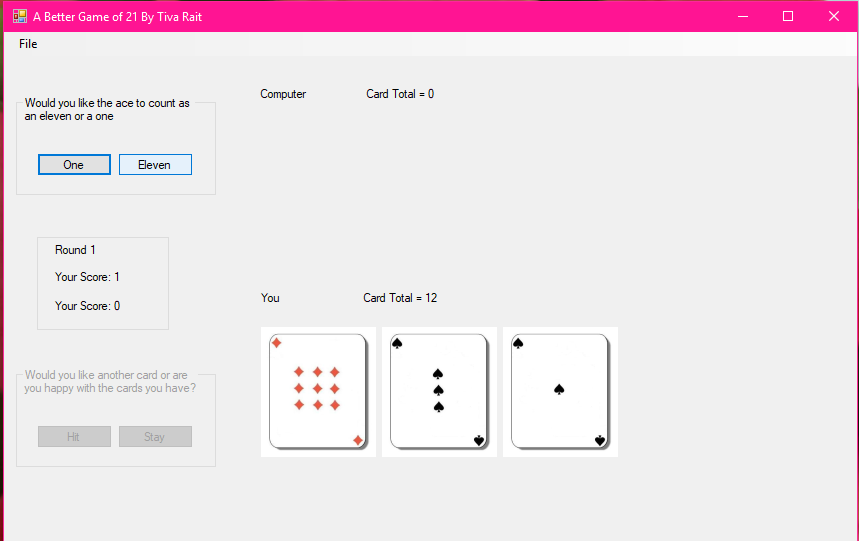 A Better Game of 21 By Tiva Rait
File
Computer
Card Total = 0
Would you like the ace to count as
an eleven or a one
One
Eleven
Round 1
Your Score: 1
Your Score: 0
You
Card Total = 12
Would you like another card or are
you happy with the cards you have?
Hit
Stay